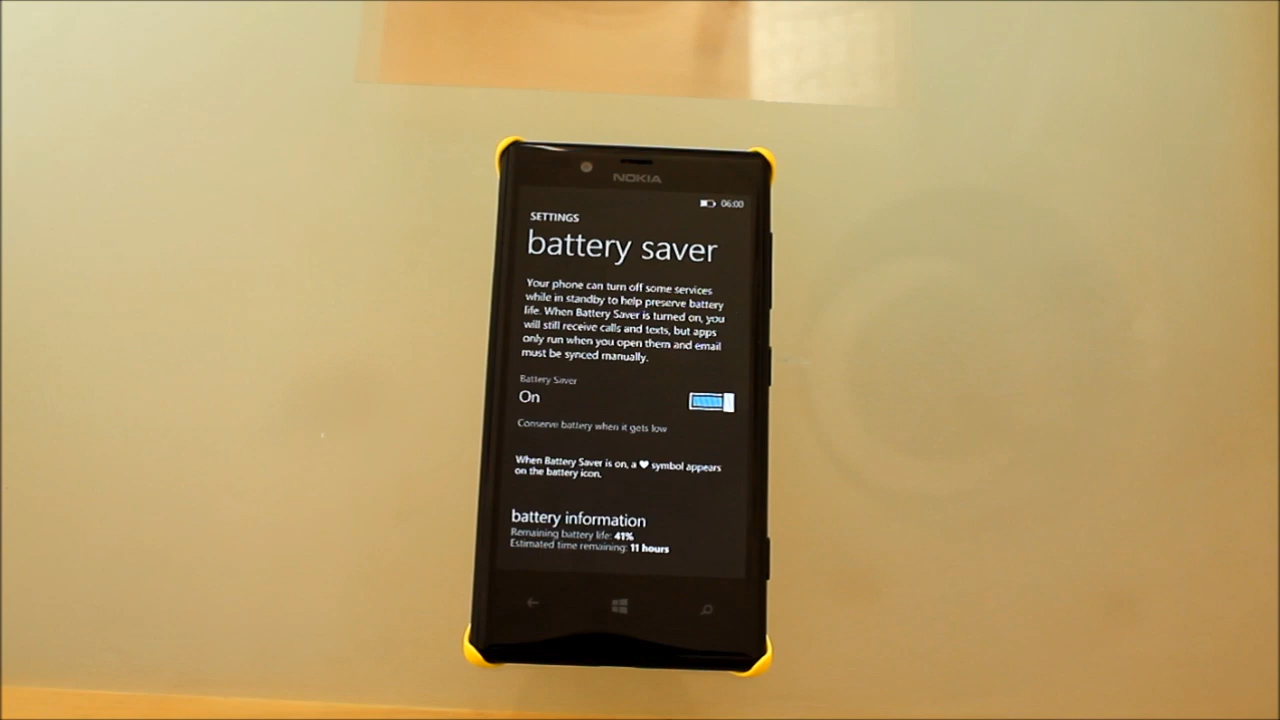 NOKIA
06:00
SETTINGS
battery saver
Your phone can turn off some services
while in standby to help preserve battery
life. When Battery Saver is turned on, you
will still receive calls and texts, but apps
only run when you open them and email
must be synced manually.
Battery Saver
On
Conserve battery when it gets low
When Battery Saver is on, a ♥ symbol appears
on the battery icon.
battery information
Remaining battery life: 41%
Estimated time remaining: 11 hours